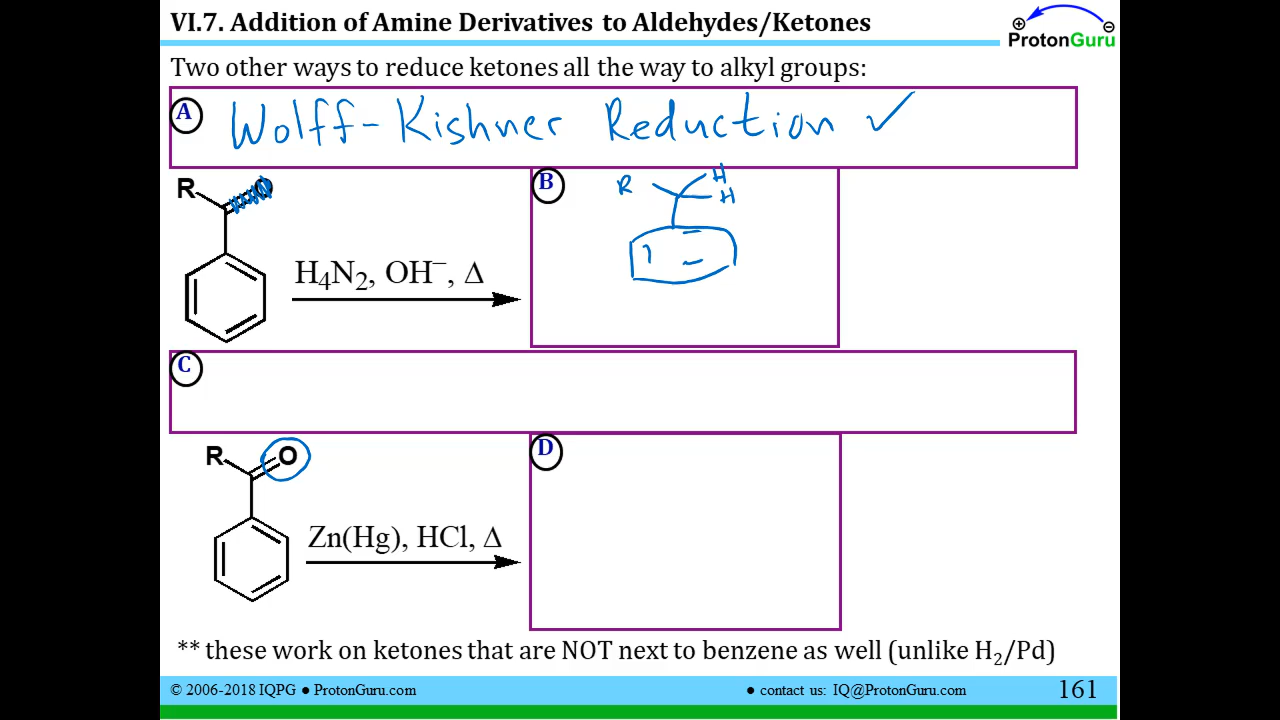 VI.7. Addition of Amine Derivatives to Aldehydes/Ketones
ProtonGuru
Two other ways to reduce ketones all the way to alkyl groups:
A Wolff-Kishner Reduction ✓
R O
B R H H
H₄N₂, OH⁻, Δ
C
R O
D
Zn(Hg), HCl, Δ
** these work on ketones that are NOT next to benzene as well (unlike H₂/Pd)
© 2006-2018 IQPG ● ProtonGuru.com ● contact us: IQ@ProtonGuru.com 161